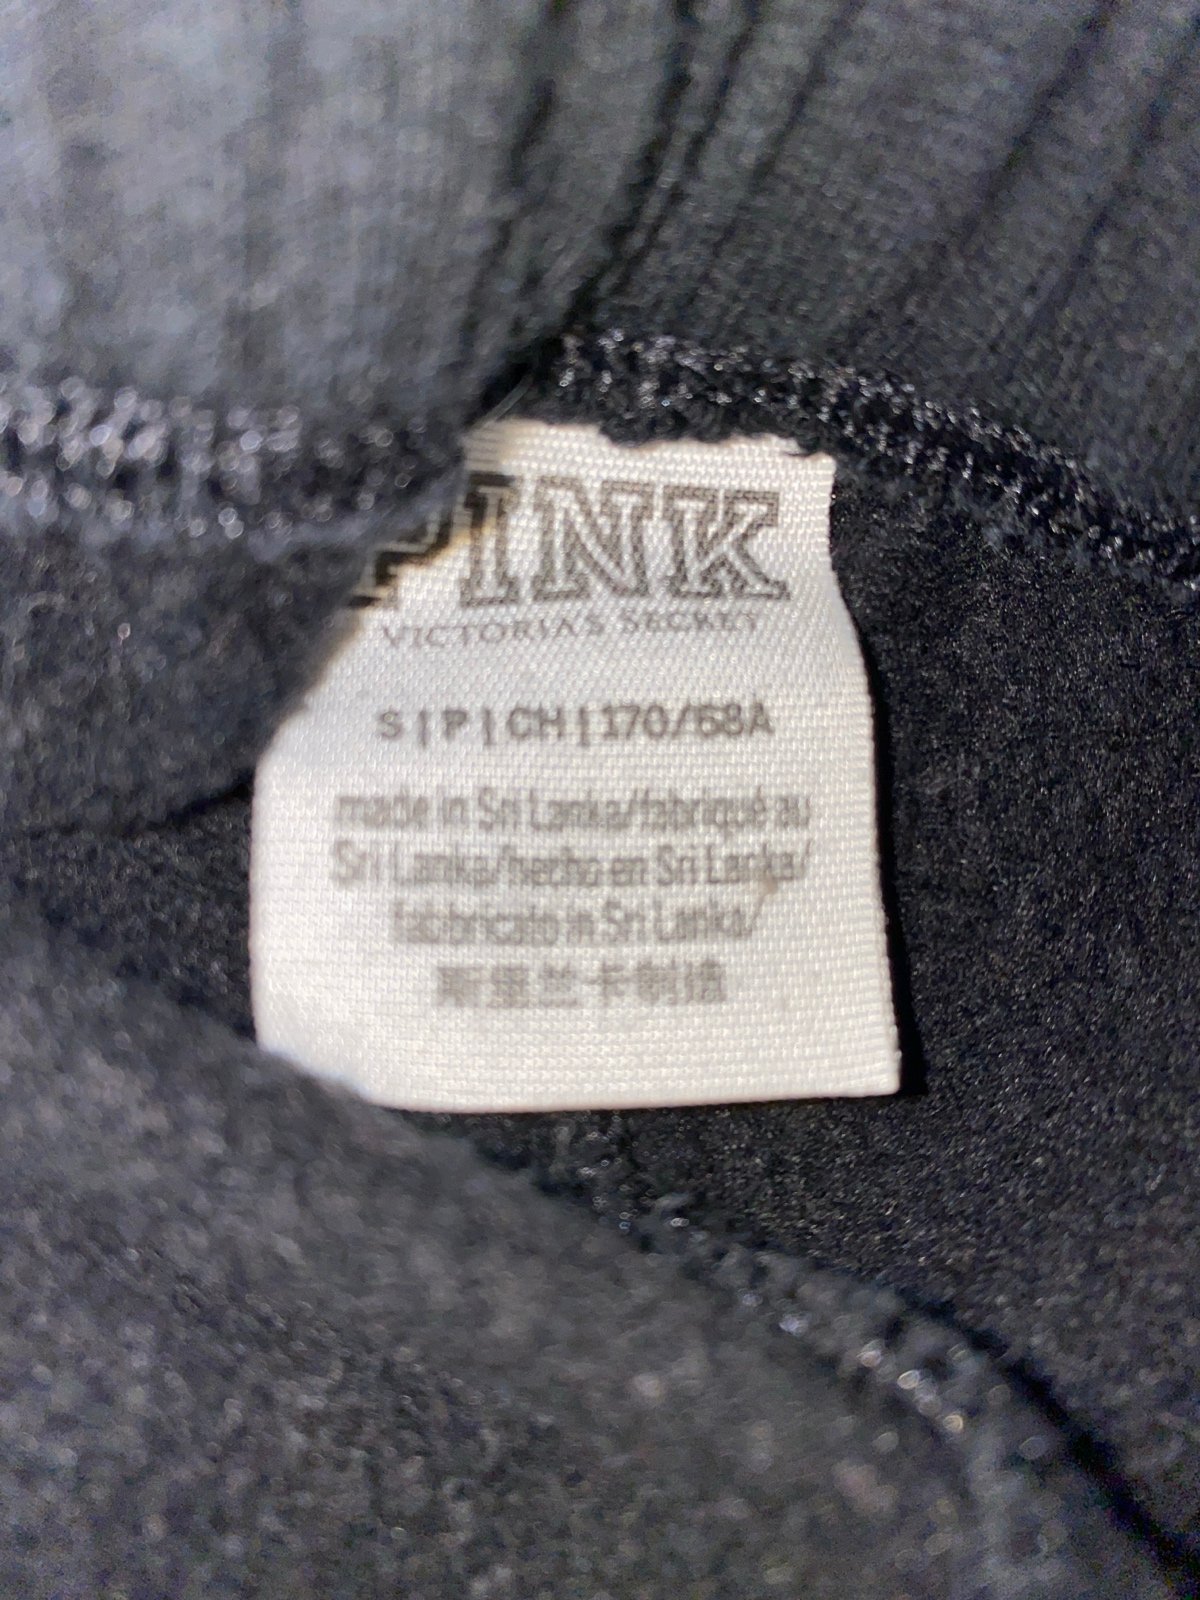 PINK
VICTORIA'S SECRET
S|P|CH|170/68A
made in Sri Lanka/fabriqué au
Sri Lanka/hecho en Sri Lanka/
fabbricato in Sri Lanka/
斯里兰卡制造